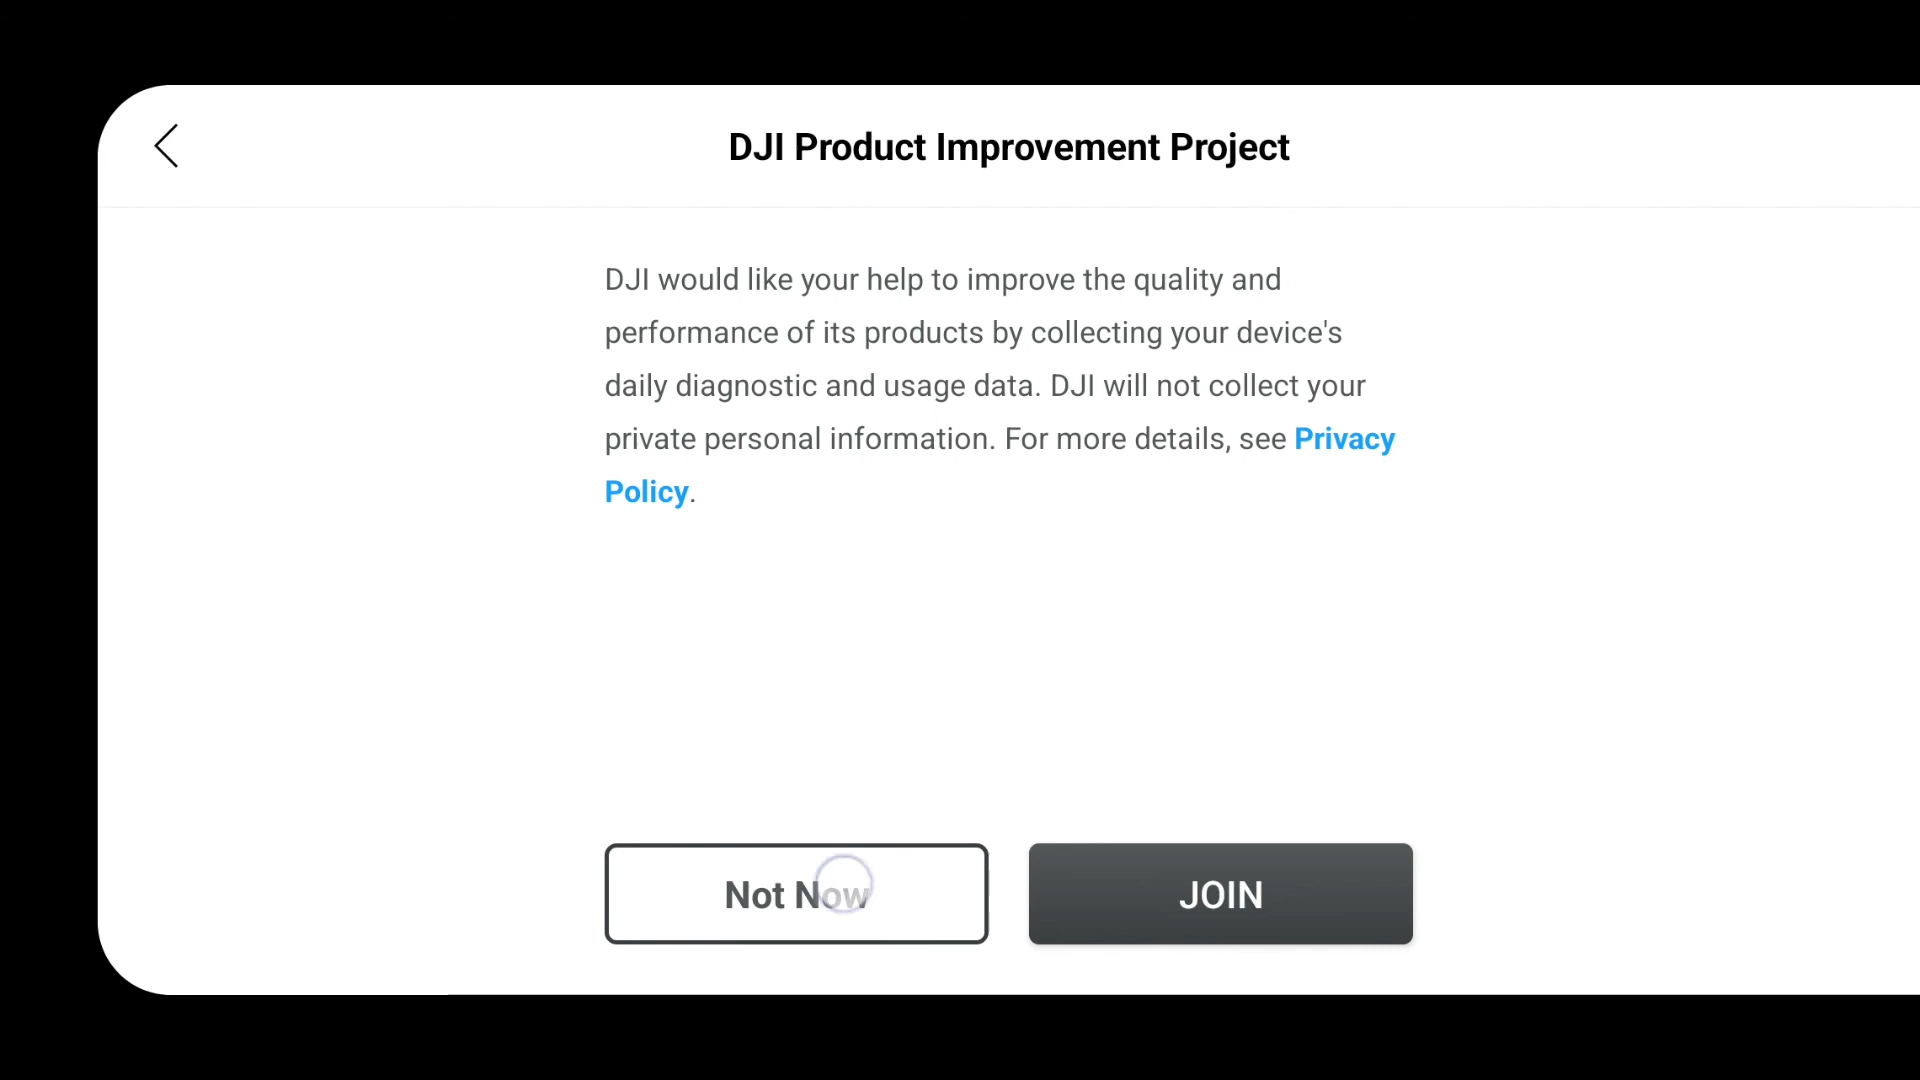 DJI Product Improvement Project
DJI would like your help to improve the quality and
performance of its products by collecting your device's
daily diagnostic and usage data. DJI will not collect your
private personal information. For more details, see Privacy
Policy.
Not Now
JOIN